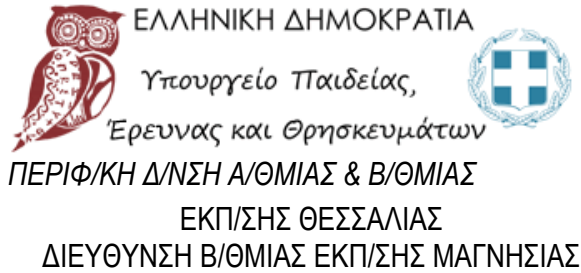 ΕΛΛΗΝΙΚΗ ΔΗΜΟΚΡΑΤΙΑ
Υπουργείο Παιδείας,
Έρευνας και Θρησκευμάτων
ΠΕΡΙΦ/ΚΗ Δ/ΝΣΗ Α/ΘΜΙΑΣ & Β/ΘΜΙΑΣ
ΕΚΠ/ΣΗΣ ΘΕΣΣΑΛΙΑΣ
ΔΙΕΥΘΥΝΣΗ Β/ΘΜΙΑΣ ΕΚΠ/ΣΗΣ ΜΑΓΝΗΣΙΑΣ